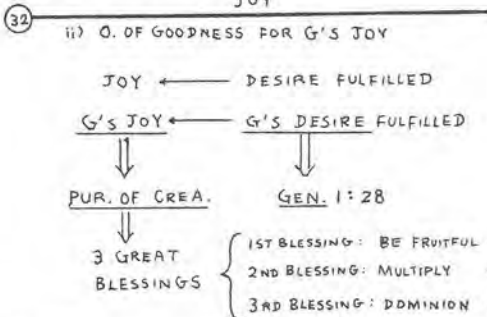 JOY
32
ii) O. OF GOODNESS FOR G'S JOY
JOY ← DESIRE FULFILLED
G'S JOY ← G'S DESIRE FULFILLED
PUR. OF CREA. GEN. 1:28
3 GREAT
BLESSINGS
1ST BLESSING: BE FRUITFUL
2ND BLESSING: MULTIPLY
3RD BLESSING: DOMINION